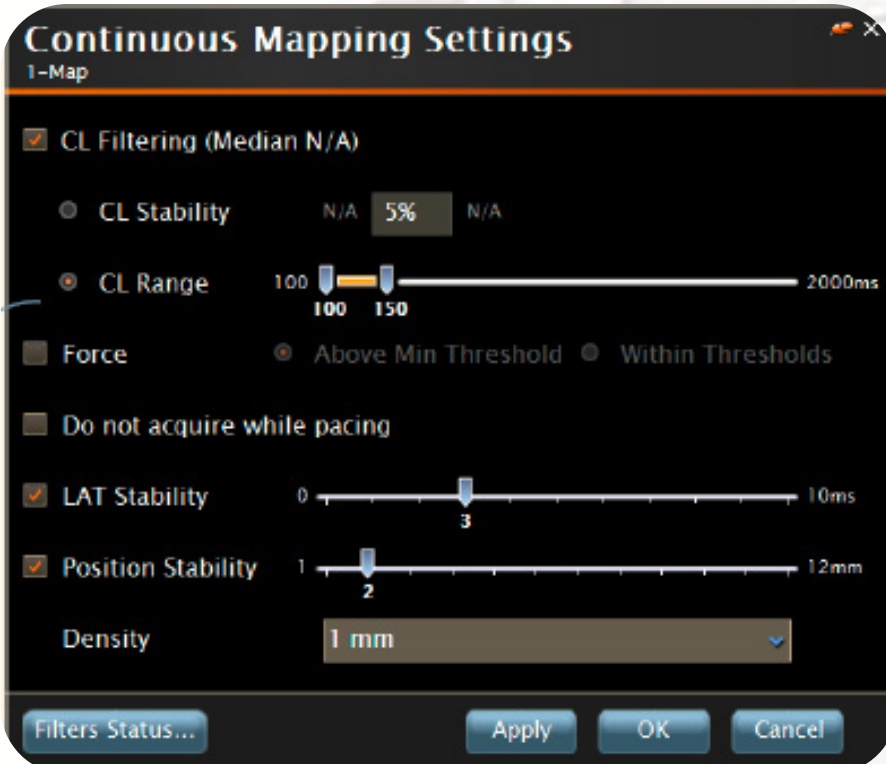 Continuous Mapping Settings
1-Map
CL Filtering (Median N/A)
CL Stability N/A 5% N/A
CL Range 100 2000ms
100 150
Force Above Min Threshold Within Thresholds
Do not acquire while pacing
LAT Stability 0 10ms
3
Position Stability 1 12mm
2
Density 1 mm
Filters Status... Apply OK Cancel